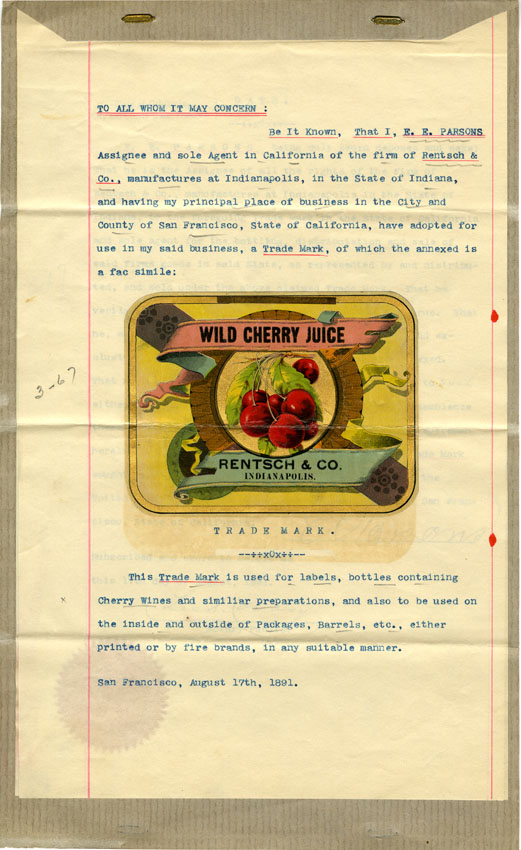 TO ALL WHOM IT MAY CONCERN :
Be It Known, That I, E. E. PARSONS
Assignee and sole Agent in California of the firm of Rentsch &
Co., manufactures at Indianapolis, in the State of Indiana,
and having my principal place of business in the City and
County of San Francisco, State of California, have adopted for
use in my said business, a Trade Mark, of which the annexed is
a fac simile:
3-67
WILD CHERRY JUICE
RENTSCH & CO.
INDIANAPOLIS.
TRADE MARK.
--÷÷xOx÷÷--
This Trade Mark is used for labels, bottles containing
Cherry Wines and similiar preparations, and also to be used on
the inside and outside of Packages, Barrels, etc., either
printed or by fire brands, in any suitable manner.
San Francisco, August 17th, 1891.